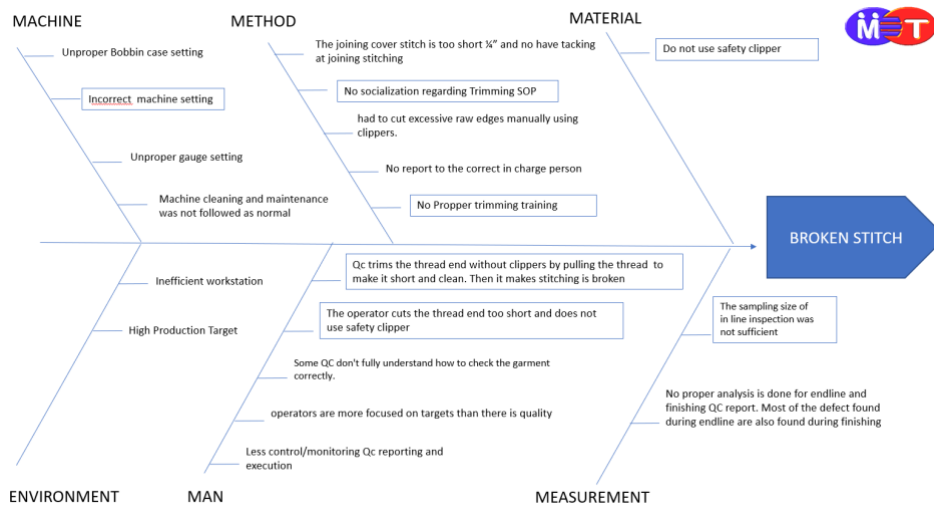 MACHINE
METHOD
MATERIAL
MET
Unproper Bobbin case setting
Incorrect machine setting
Unproper gauge setting
Machine cleaning and maintenance
was not followed as normal
The joining cover stitch is too short ¼” and no have tacking
at joining stitching
No socialization regarding Trimming SOP
had to cut excessive raw edges manually using
clippers.
No report to the correct in charge person
No Propper trimming training
Do not use safety clipper
BROKEN STITCH
Inefficient workstation
High Production Target
Qc trims the thread end without clippers by pulling the thread to
make it short and clean. Then it makes stitching is broken
The operator cuts the thread end too short and does not
use safety clipper
Some QC don't fully understand how to check the garment
correctly.
operators are more focused on targets than there is quality
Less control/monitoring Qc reporting and
execution
The sampling size of
in line inspection was
not sufficient
No proper analysis is done for endline and
finishing QC report. Most of the defect found
during endline are also found during finishing
ENVIRONMENT
MAN
MEASUREMENT